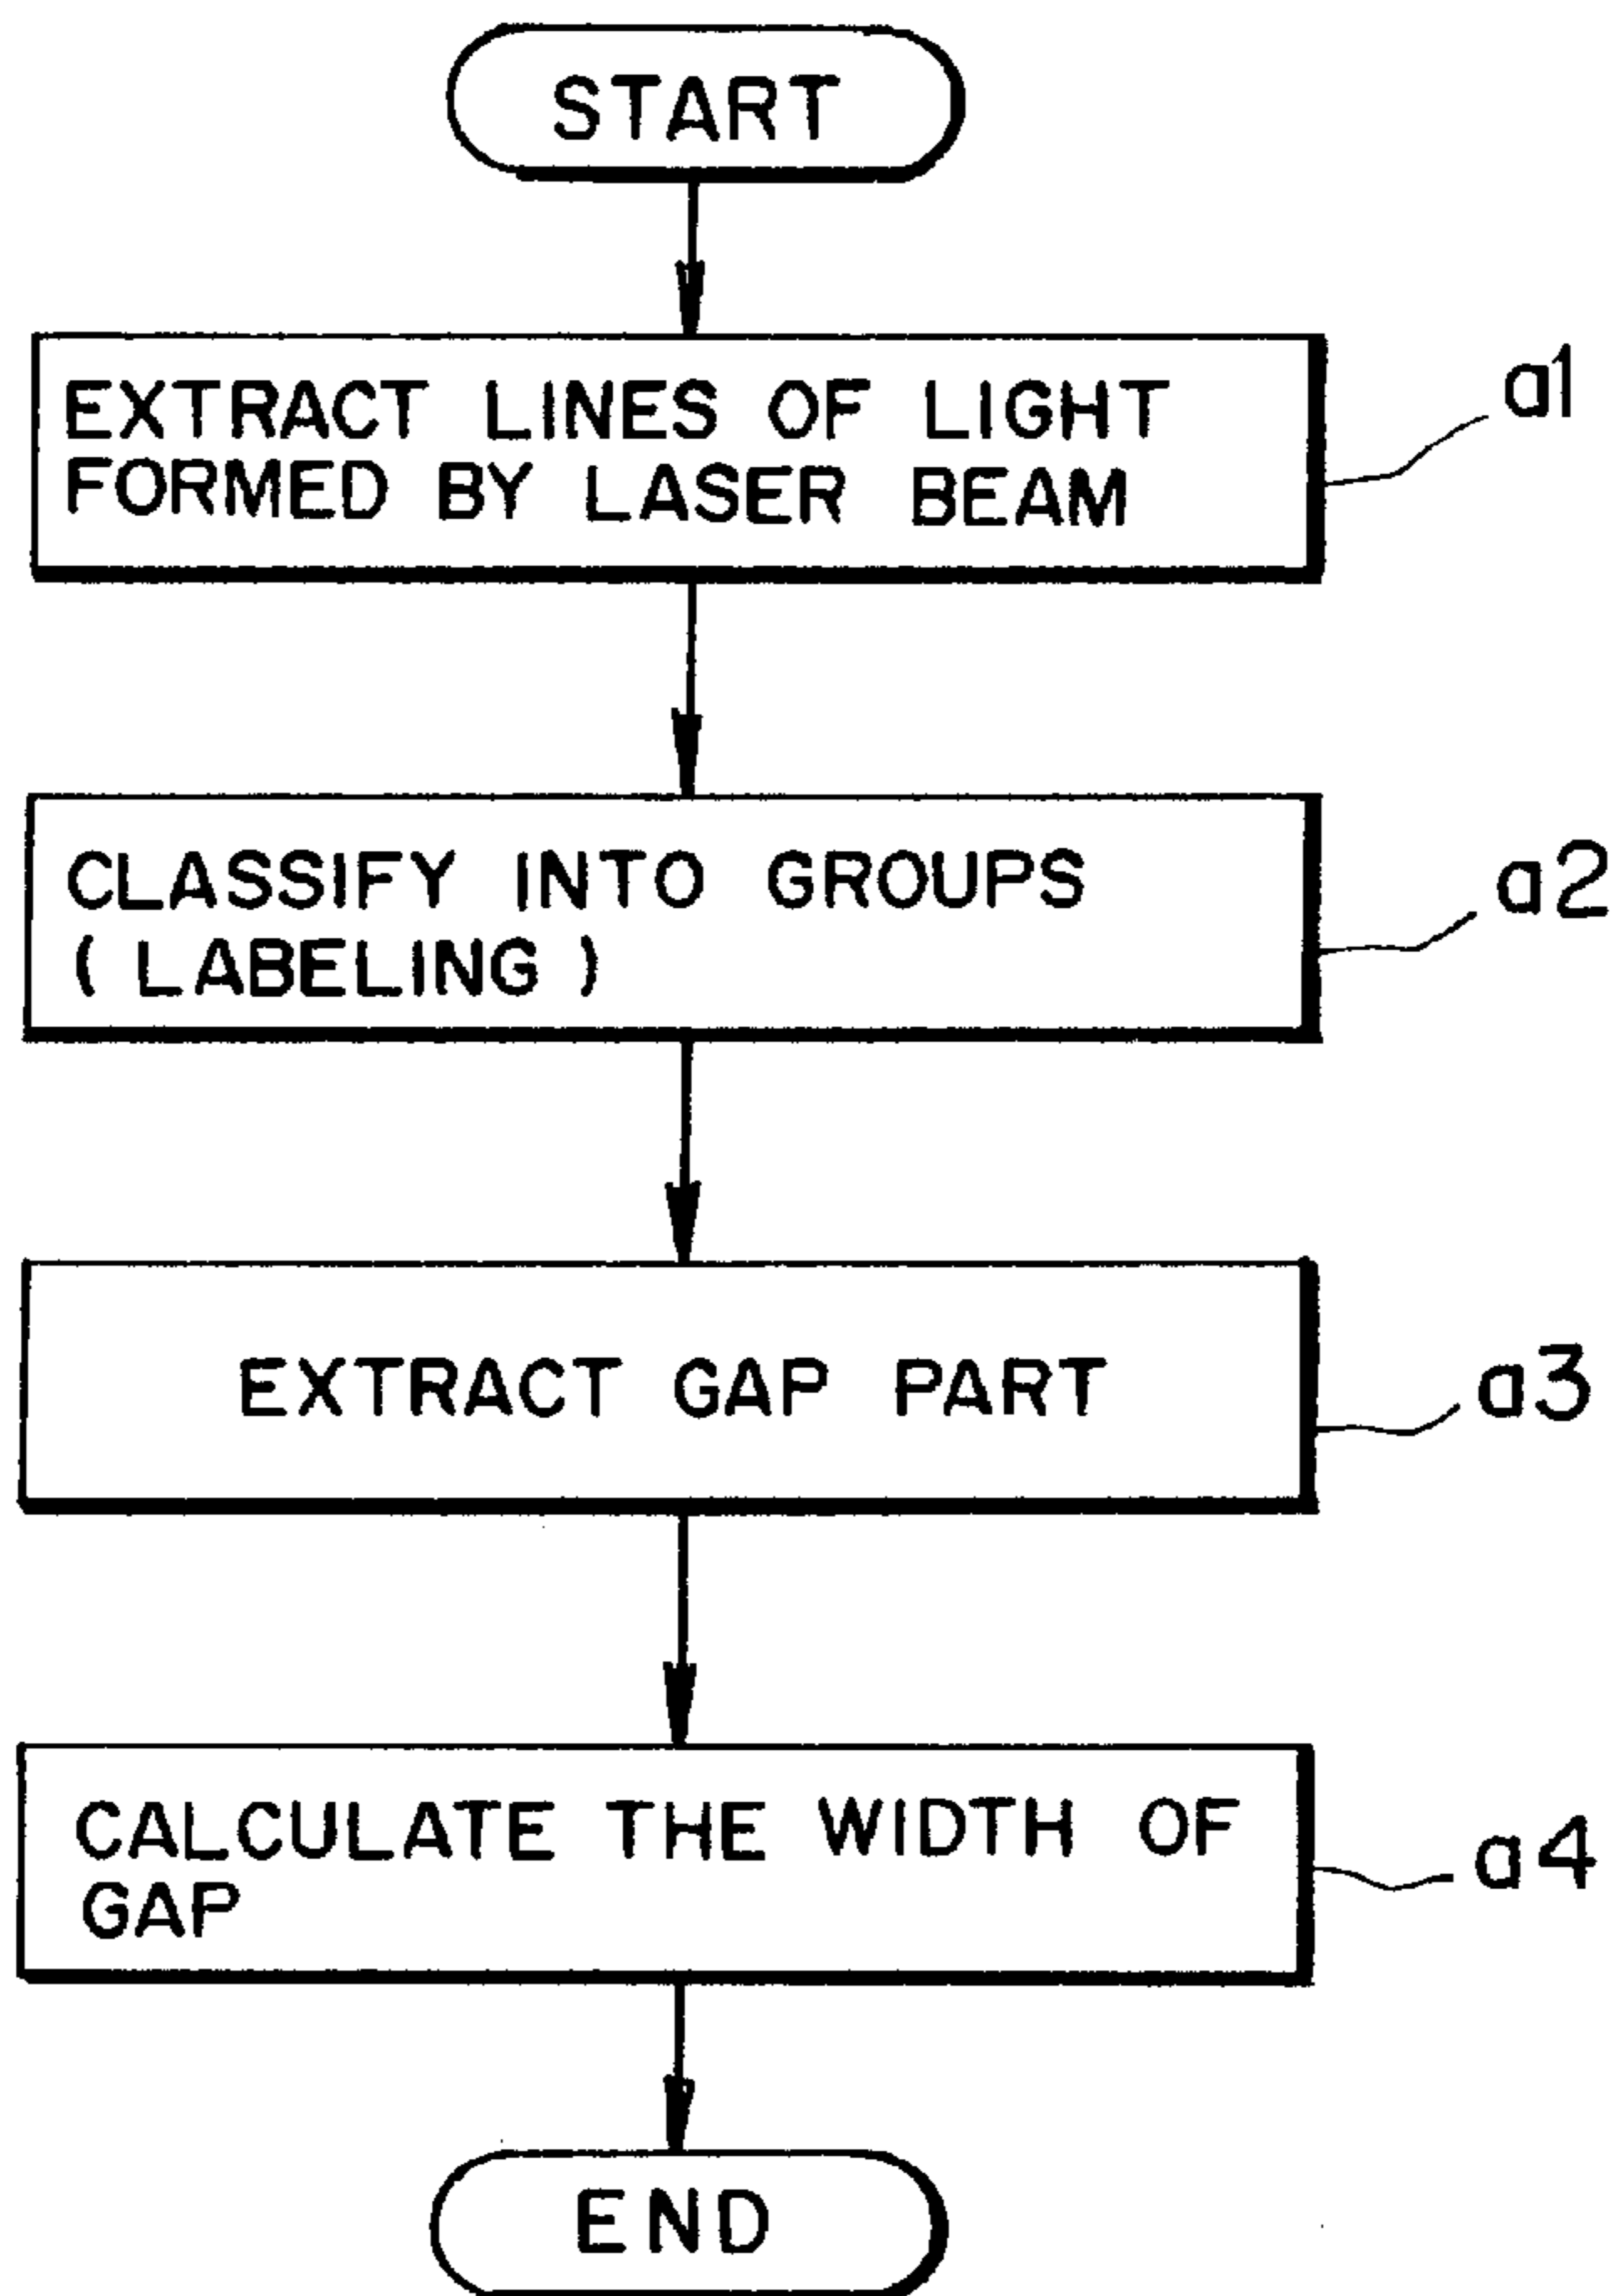 START
EXTRACT LINES OF LIGHT
FORMED BY LASER BEAM
a1
CLASSIFY INTO GROUPS
( LABELING )
a2
EXTRACT GAP PART
a3
CALCULATE THE WIDTH OF
GAP
a4
END